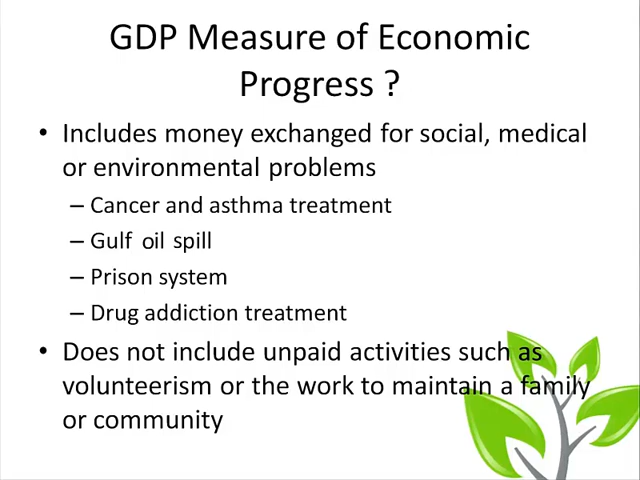 GDP Measure of Economic
Progress ?
• Includes money exchanged for social, medical
or environmental problems
– Cancer and asthma treatment
– Gulf oil spill
– Prison system
– Drug addiction treatment
• Does not include unpaid activities such as
volunteerism or the work to maintain a family
or community